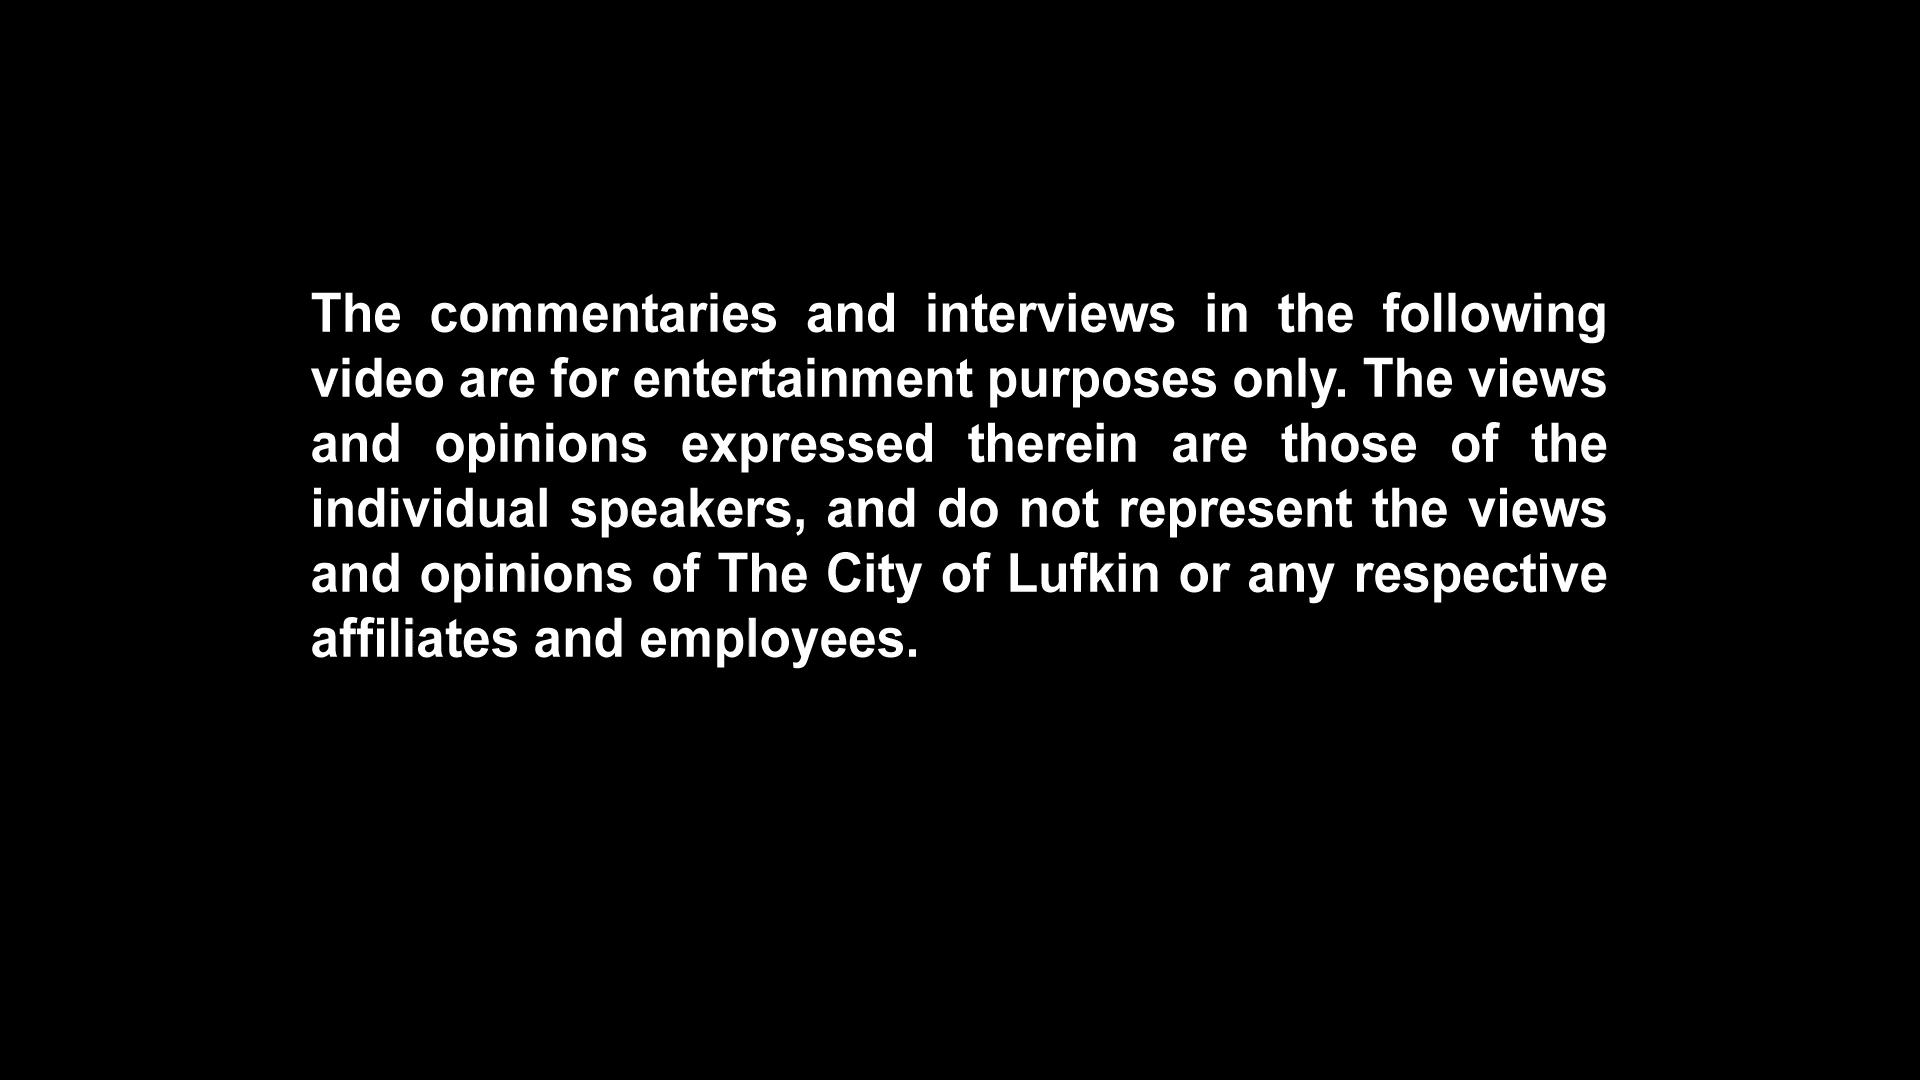 The commentaries and interviews in the following
video are for entertainment purposes only. The views
and opinions expressed therein are those of the
individual speakers, and do not represent the views
and opinions of The City of Lufkin or any respective
affiliates and employees.